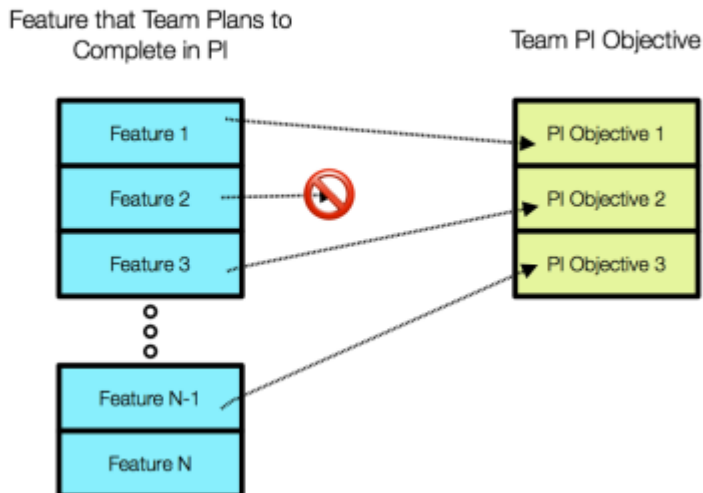 Feature that Team Plans to
Complete in PI
Team PI Objective
Feature 1
PI Objective 1
Feature 2
PI Objective 2
Feature 3
PI Objective 3
Feature N-1
Feature N